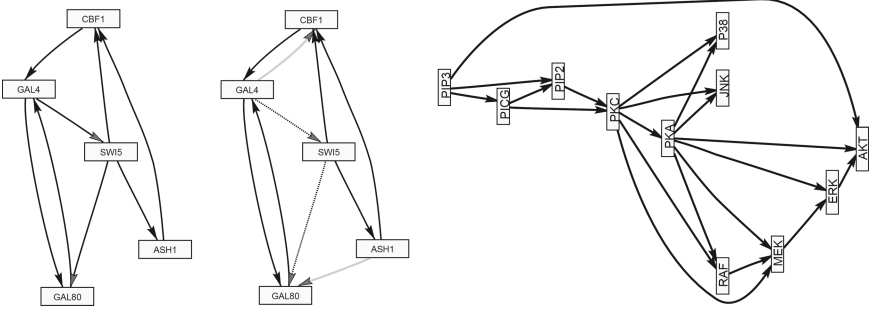 CBF1
GAL4
SWI5
ASH1
GAL80
CBF1
GAL4
SWI5
ASH1
GAL80
PIP3
PlCG
PIP2
PKC
PKA
P38
JNK
RAF
MEK
ERK
AKT